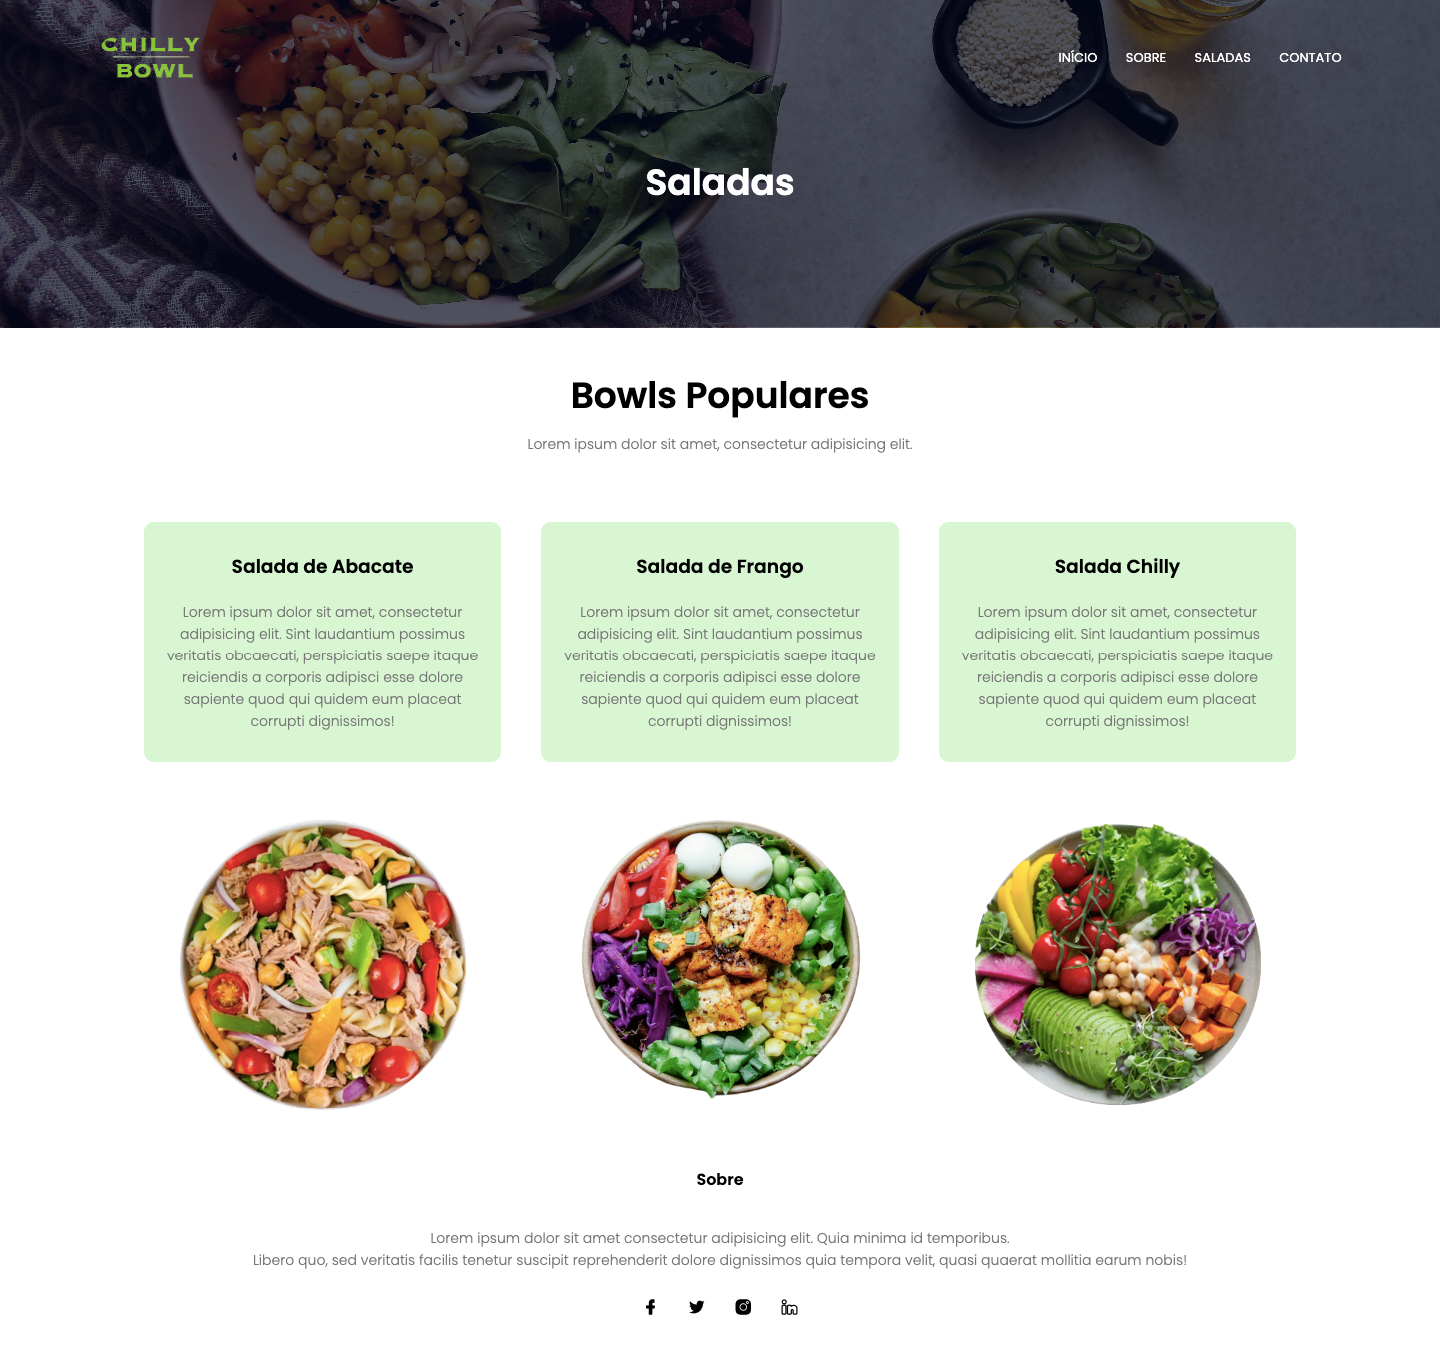 CHILLY
BOWL
INÍCIO SOBRE SALADAS CONTATO
Saladas
Bowls Populares
Lorem ipsum dolor sit amet, consectetur adipisicing elit.
Salada de Abacate
Lorem ipsum dolor sit amet, consectetur
adipisicing elit. Sint laudantium possimus
veritatis obcaecati, perspiciatis saepe itaque
reiciendis a corporis adipisci esse dolore
sapiente quod qui quidem eum placeat
corrupti dignissimos!
Salada de Frango
Lorem ipsum dolor sit amet, consectetur
adipisicing elit. Sint laudantium possimus
veritatis obcaecati, perspiciatis saepe itaque
reiciendis a corporis adipisci esse dolore
sapiente quod qui quidem eum placeat
corrupti dignissimos!
Salada Chilly
Lorem ipsum dolor sit amet, consectetur
adipisicing elit. Sint laudantium possimus
veritatis obcaecati, perspiciatis saepe itaque
reiciendis a corporis adipisci esse dolore
sapiente quod qui quidem eum placeat
corrupti dignissimos!
Sobre
Lorem ipsum dolor sit amet consectetur adipisicing elit. Quia minima id temporibus.
Libero quo, sed veritatis facilis tenetur suscipit reprehenderit dolore dignissimos quia tempora velit, quasi quaerat mollitia earum nobis!